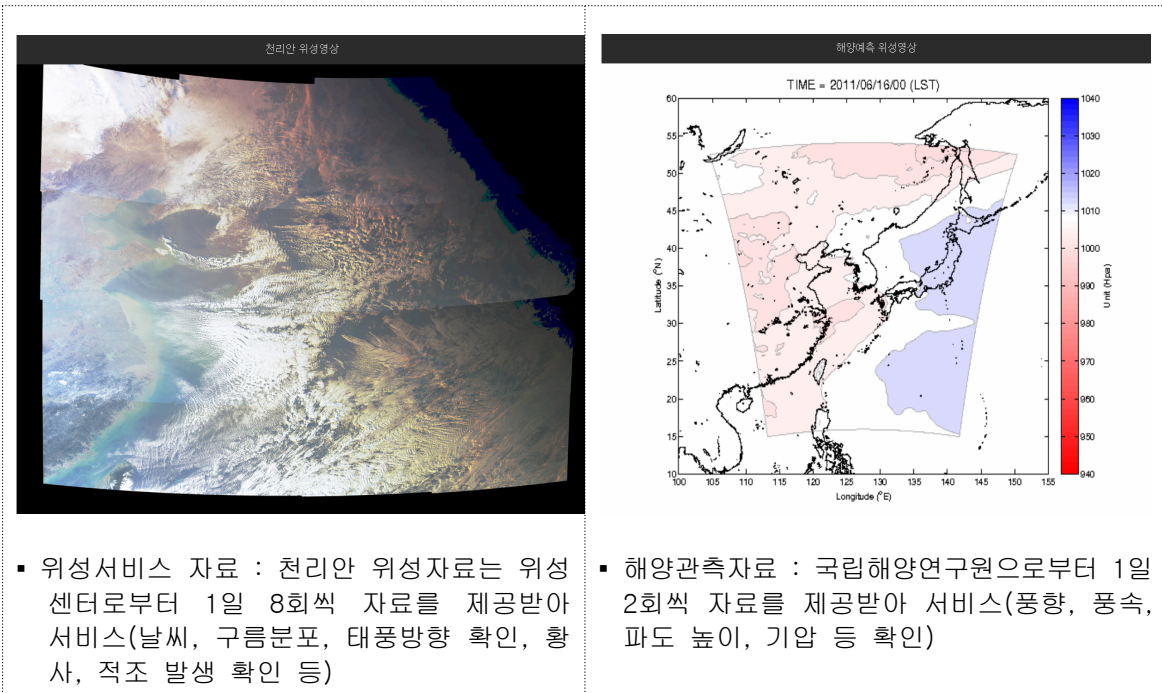 천리안 위성영상
▪ 위성서비스 자료 : 천리안 위성자료는 위성
센터로부터 1일 8회씩 자료를 제공받아
서비스(날씨, 구름분포, 태풍방향 확인, 황
사, 적조 발생 확인 등)
해양예측 위성영상
TIME = 2011/06/16/00 (LST)
60
55
50
45
40
35
30
25
20
15
10
Latitude (°N)
100 105 110 115 120 125 130 135 140 145 150 155
Longitude (°E)
1040
1030
1020
1010
1000
990
980
970
960
950
940
Unit (Hpa)
▪ 해양관측자료 : 국립해양연구원으로부터 1일
2회씩 자료를 제공받아 서비스(풍향, 풍속,
파도 높이, 기압 등 확인)